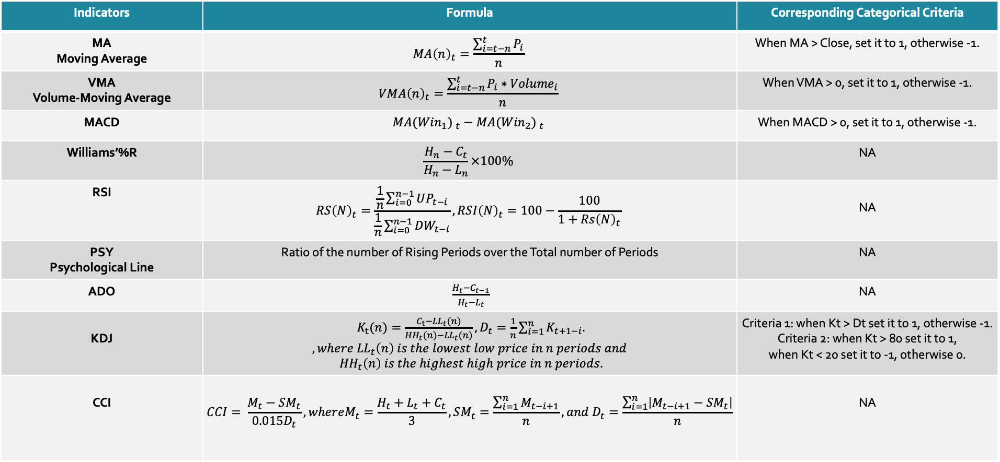 Indicators Formula Corresponding Categorical Criteria
MA
Moving Average
MA(n)_t = \frac{\sum_{i=t-n}^{t} P_i}{n}
When MA > Close, set it to 1, otherwise -1.
VMA
Volume-Moving Average
VMA(n)_t = \frac{\sum_{i=t-n}^{t} P_i * Volume_i}{n}
When VMA > 0, set it to 1, otherwise -1.
MACD
MA(Win_1)_t − MA(Win_2)_t
When MACD > 0, set it to 1, otherwise -1.
Williams'%R
\frac{H_n − C_t}{H_n − L_n} ×100%
NA
RSI
RS(N)_t = \frac{\frac{1}{n}\sum_{i=0}^{n-1} UP_{t-i}}{\frac{1}{n}\sum_{i=0}^{n-1} DW_{t-i}}, RSI(N)_t = 100 − \frac{100}{1 + Rs(N)_t}
NA
PSY
Psychological Line
Ratio of the number of Rising Periods over the Total number of Periods
NA
ADO
\frac{H_t−C_{t−1}}{H_t−L_t}
NA
KDJ
K_t(n) = \frac{C_t−LL_t(n)}{HH_t(n)−LL_t(n)}, D_t = \frac{1}{n}\sum_{i=1}^{n} K_{t+1−i}.
, where LL_t(n) is the lowest low price in n periods and
HH_t(n) is the highest high price in n periods.
Criteria 1: when Kt > Dt set it to 1, otherwise -1.
Criteria 2: when Kt > 80 set it to 1,
when Kt < 20 set it to -1, otherwise 0.
CCI
CCI = \frac{M_t − SM_t}{0.015D_t}, whereM_t = \frac{H_t + L_t + C_t}{3}, SM_t = \frac{\sum_{i=1}^{n} M_{t−i+1}}{n}, and D_t = \frac{\sum_{i=1}^{n}|M_{t−i+1} − SM_t|}{n}
NA